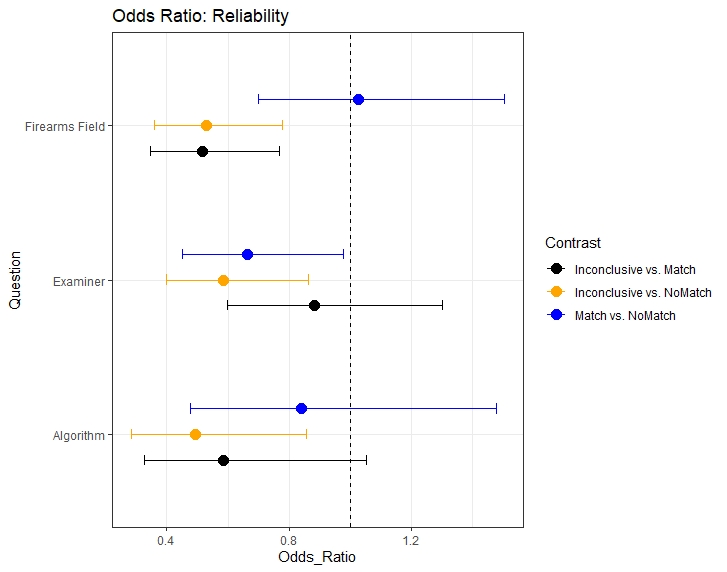 Odds Ratio: Reliability
Question
Firearms Field
Examiner
Algorithm
0.4 0.8 1.2
Odds_Ratio
Contrast
Inconclusive vs. Match
Inconclusive vs. NoMatch
Match vs. NoMatch